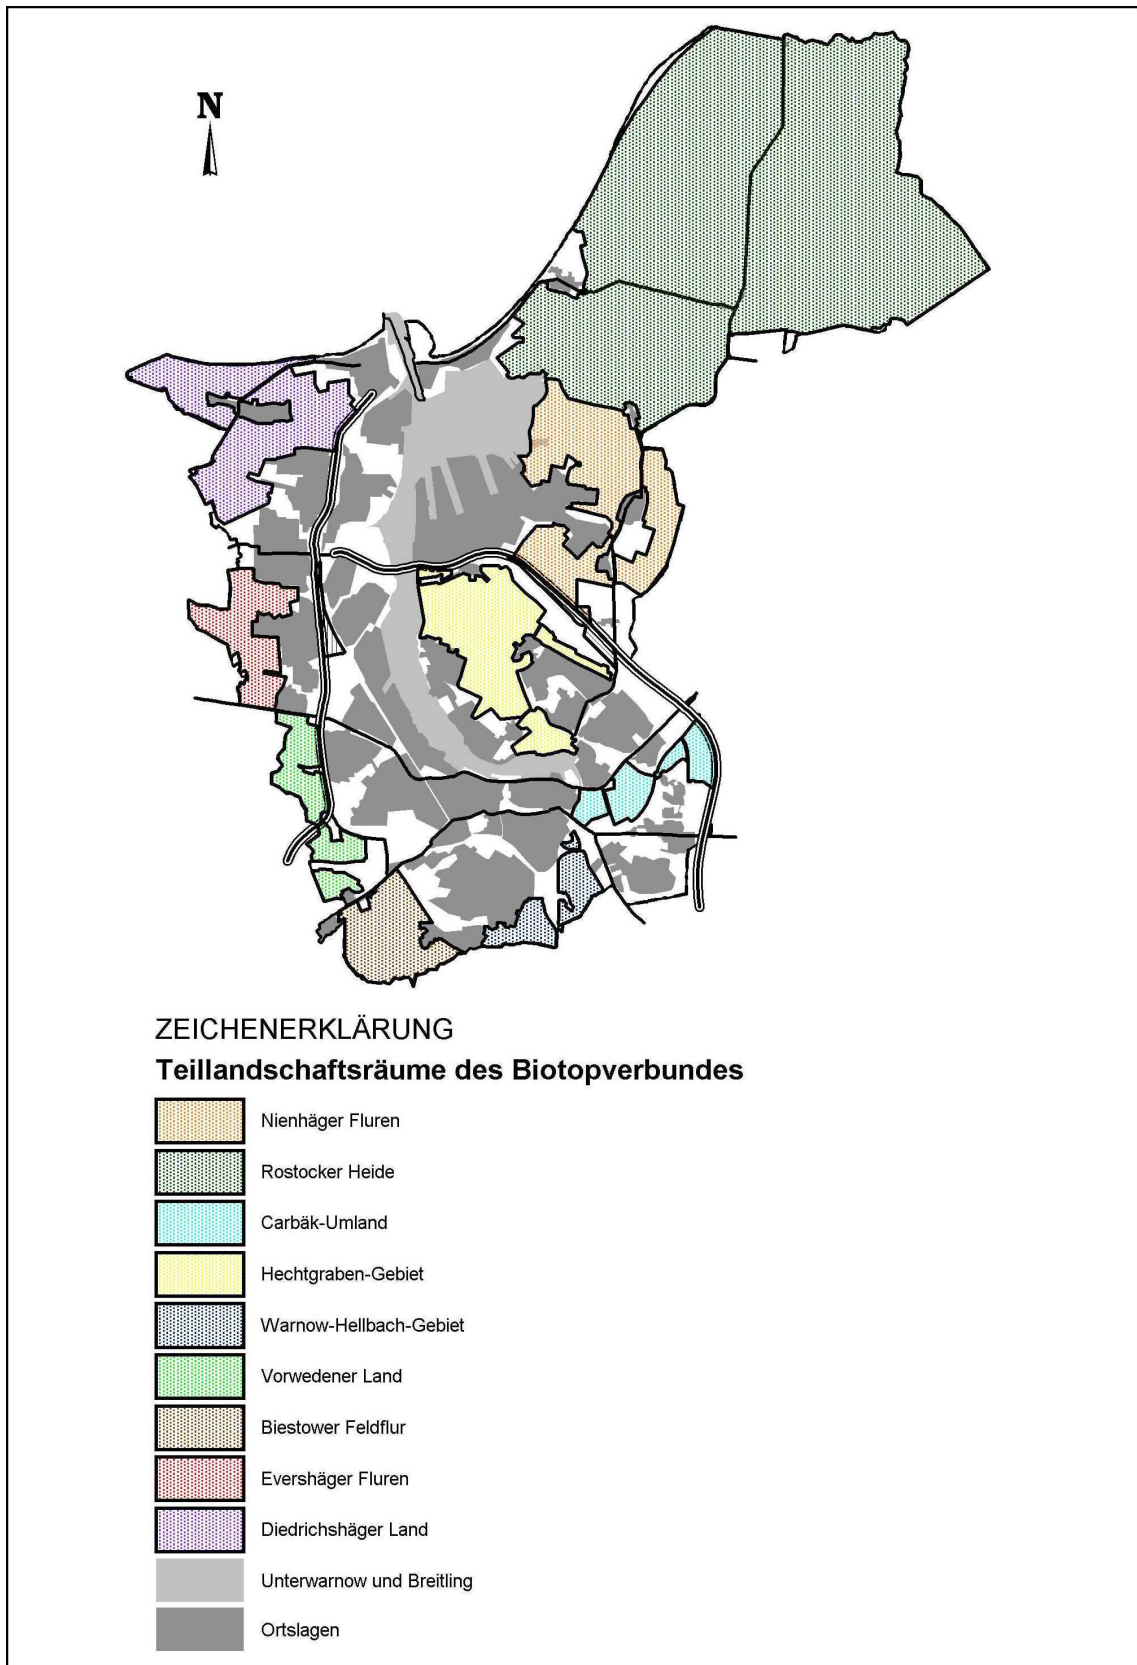 N
ZEICHENERKLÄRUNG
Teillandschaftsräume des Biotopverbundes
Nienhäger Fluren
Rostocker Heide
Carbäk-Umland
Hechtgraben-Gebiet
Warnow-Hellbach-Gebiet
Vorwedener Land
Biestower Feldflur
Evershäger Fluren
Diedrichshäger Land
Unterwarnow und Breitling
Ortslagen